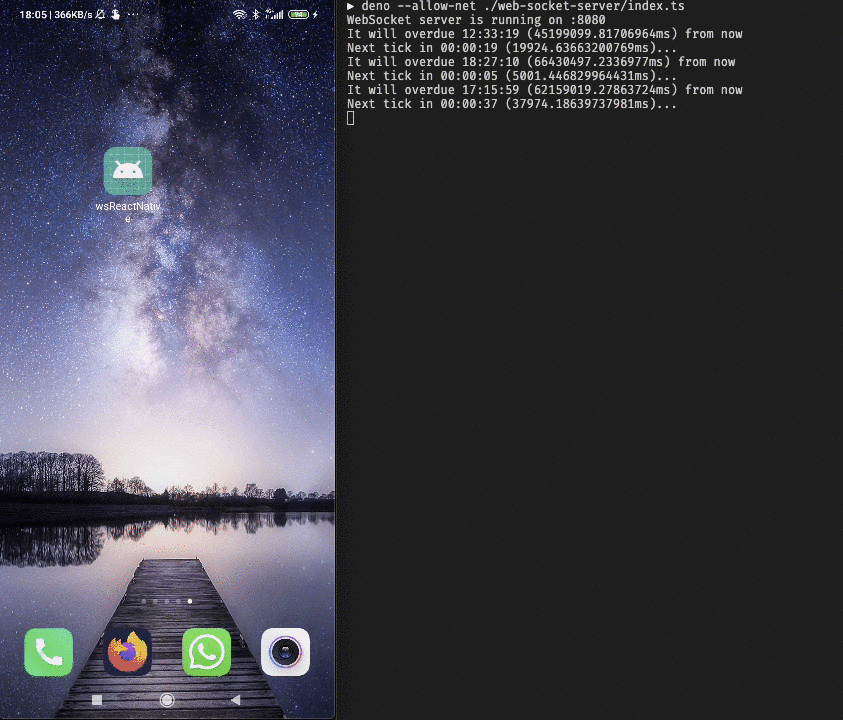 18:05 | 366KB/s
94
wsReactNativ
e
▶ deno --allow-net ./web-socket-server/index.ts
WebSocket server is running on :8080
It will overdue 12:33:19 (45199099.81706964ms) from now
Next tick in 00:00:19 (19924.63663200769ms)...
It will overdue 18:27:10 (66430497.2336977ms) from now
Next tick in 00:00:05 (5001.446829964431ms)...
It will overdue 17:15:59 (62159019.27863724ms) from now
Next tick in 00:00:37 (37974.18639737981ms)...